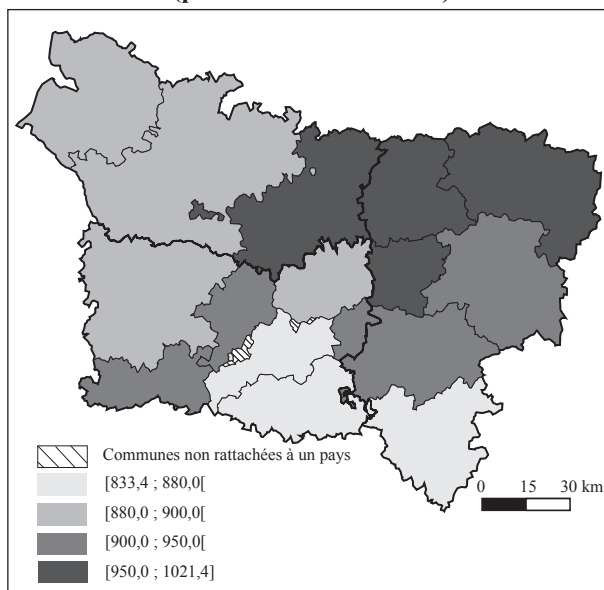 Communes non rattachées à un pays
[833,4 ; 880,0[
[880,0 ; 900,0[
[900,0 ; 950,0[
[950,0 ; 1021,4]
0 15 30 km